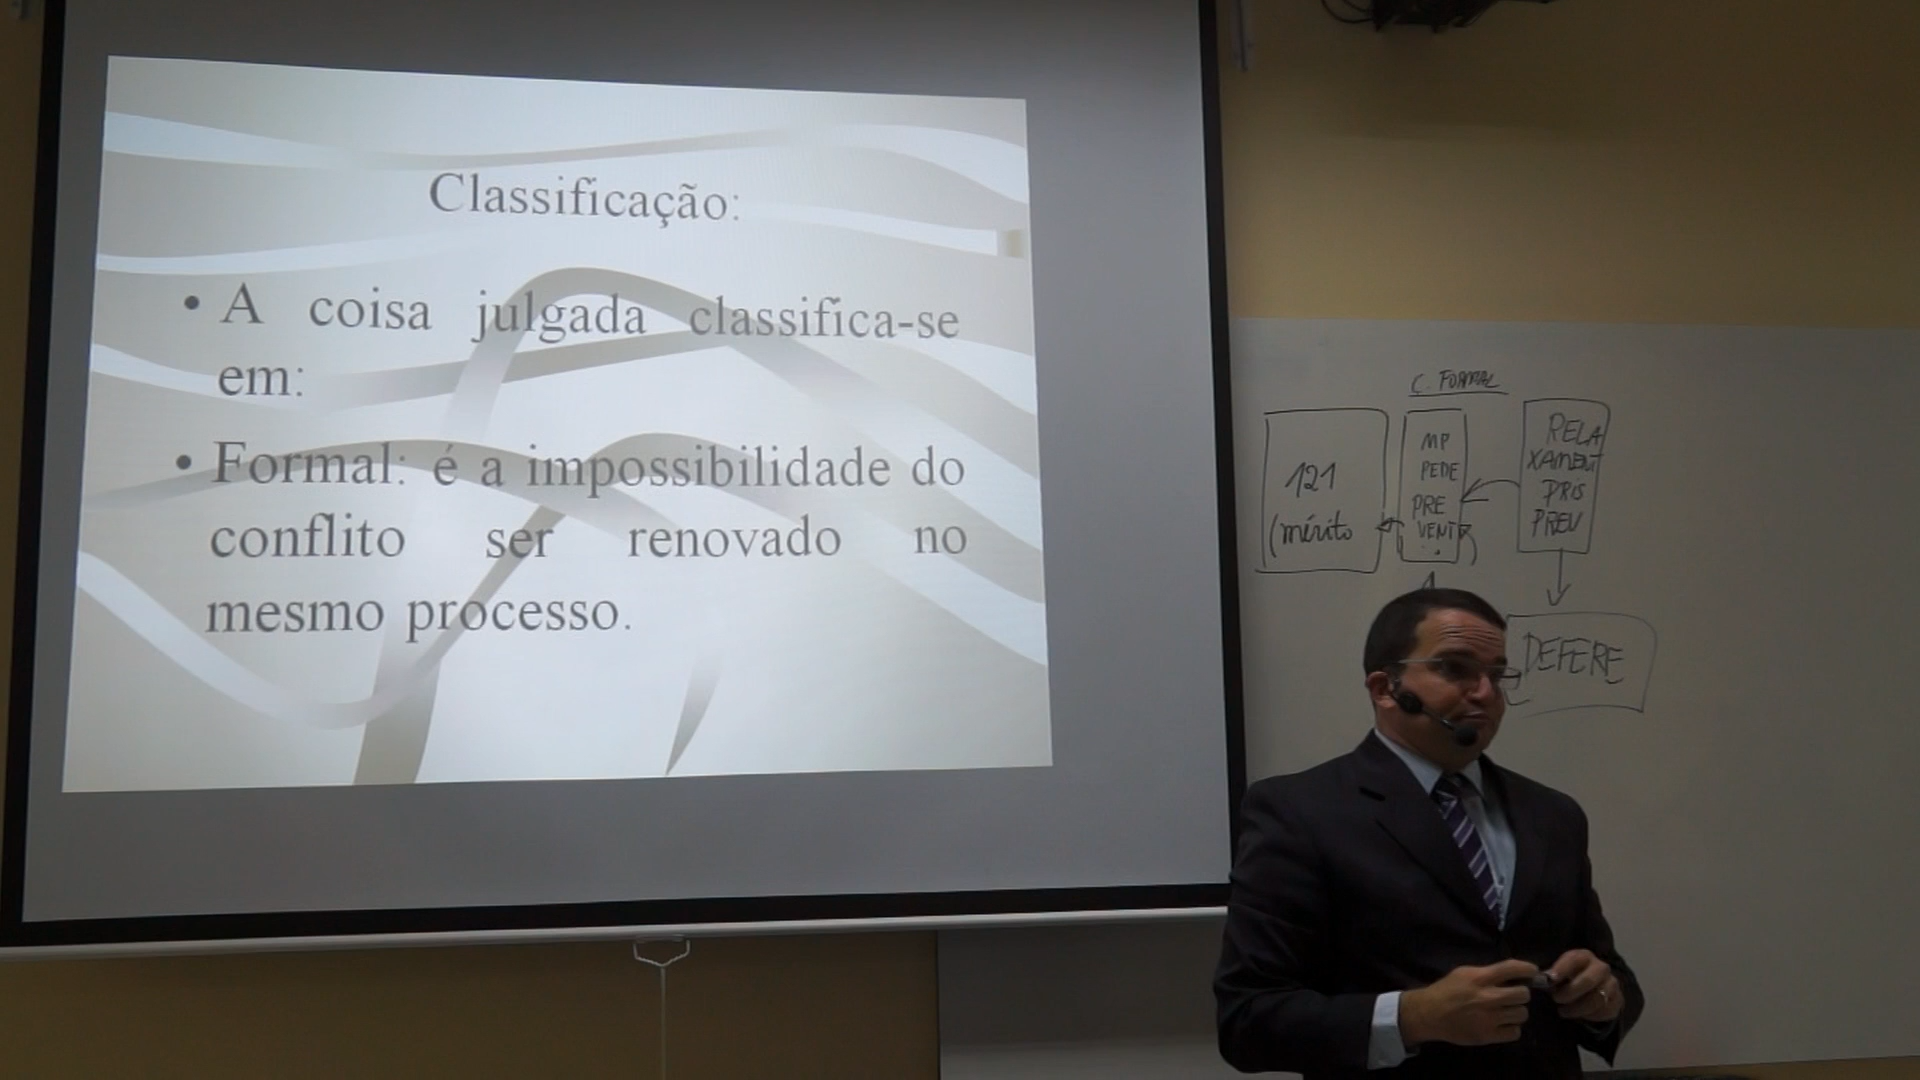 Classificação:
• A coisa julgada classifica-se
em:
• Formal: é a impossibilidade do
conflito ser renovado no
mesmo processo.
C. FORMAL
121
(mérito
MP
PEDE
PRE
VENT
RELA
XAMENT
PRIS
PREV
DEFERE